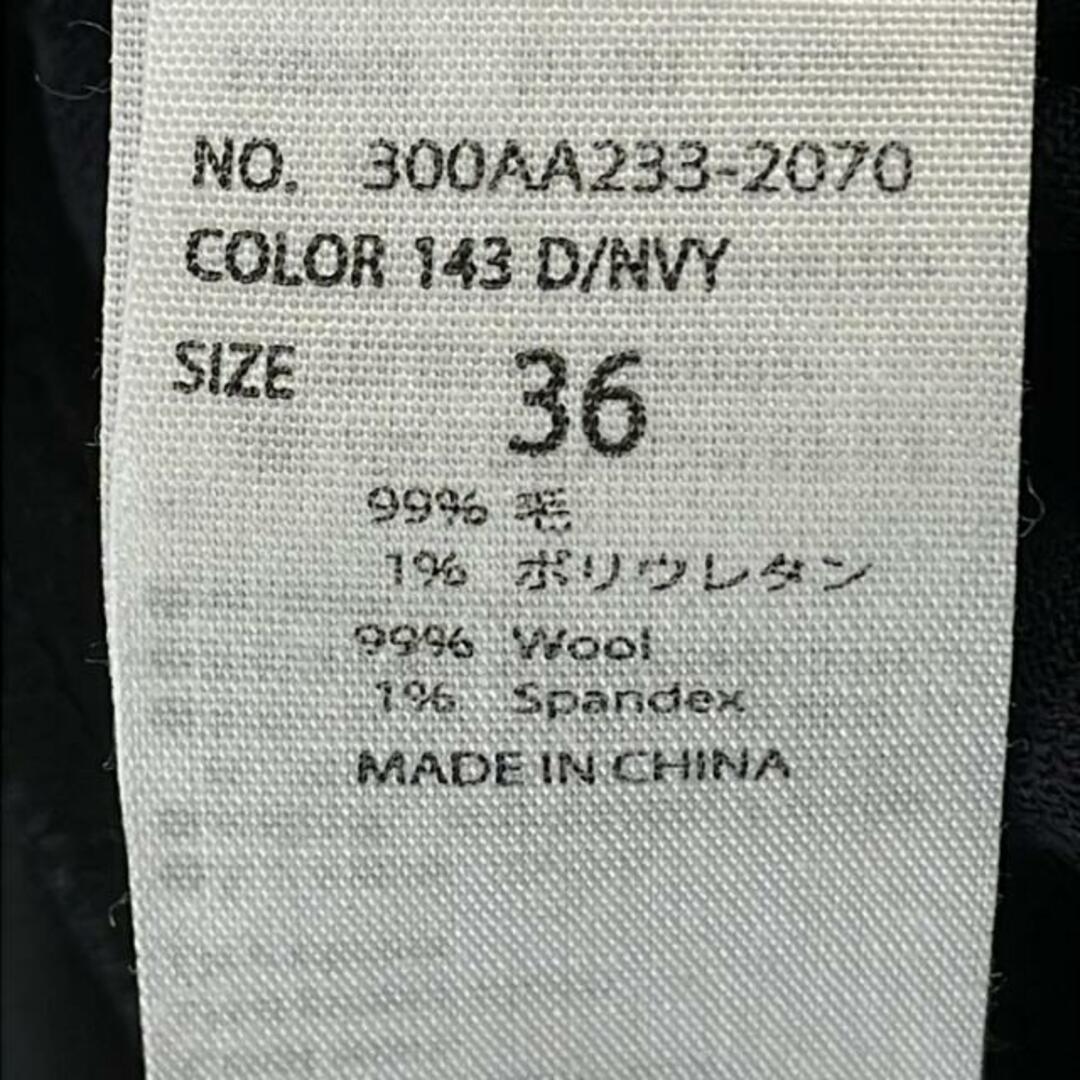 NO. 300AA233-2070
COLOR 143 D/NVY
SIZE 36
99% 毛
1% ポリウレタン
99% Wool
1% Spandex
MADE IN CHINA